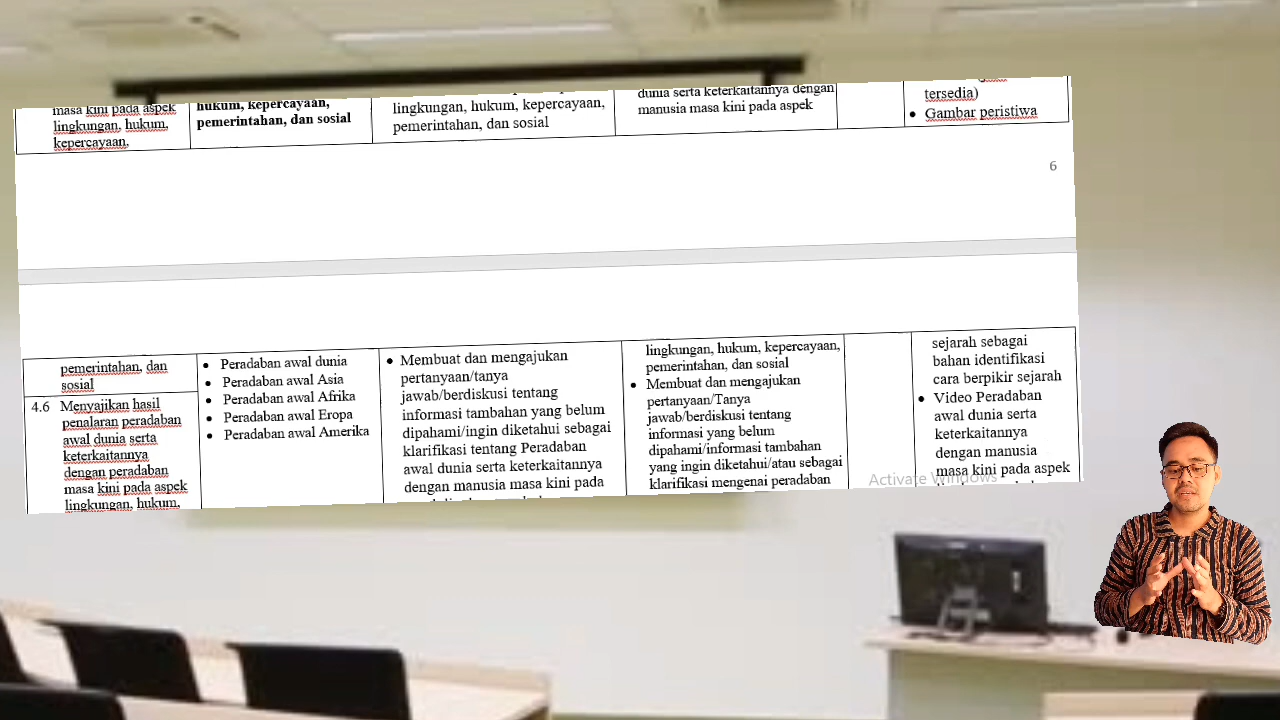 masa kini pada aspek
lingkungan, hukum,
kepercayaan,
hukum, kepercayaan,
pemerintahan, dan sosial
lingkungan, hukum, kepercayaan,
pemerintahan, dan sosial
dunia serta keterkaitannya dengan
manusia masa kini pada aspek
tersedia)
• Gambar peristiwa
6
pemerintahan, dan
sosial
4.6 Menyajikan hasil
penalaran peradaban
awal dunia serta
keterkaitannya
dengan peradaban
masa kini pada aspek
lingkungan, hukum,
• Peradaban awal dunia
• Peradaban awal Asia
• Peradaban awal Afrika
• Peradaban awal Eropa
• Peradaban awal Amerika
• Membuat dan mengajukan
pertanyaan/tanya
jawab/berdiskusi tentang
informasi tambahan yang belum
dipahami/ingin diketahui sebagai
klarifikasi tentang Peradaban
awal dunia serta keterkaitannya
dengan manusia masa kini pada
lingkungan, hukum, kepercayaan,
pemerintahan, dan sosial
• Membuat dan mengajukan
pertanyaan/Tanya
jawab/berdiskusi tentang
informasi yang belum
dipahami/informasi tambahan
yang ingin diketahui/atau sebagai
klarifikasi mengenai peradaban
sejarah sebagai
bahan identifikasi
cara berpikir sejarah
• Video Peradaban
awal dunia serta
keterkaitannya
dengan manusia
masa kini pada aspek
Activate Windows